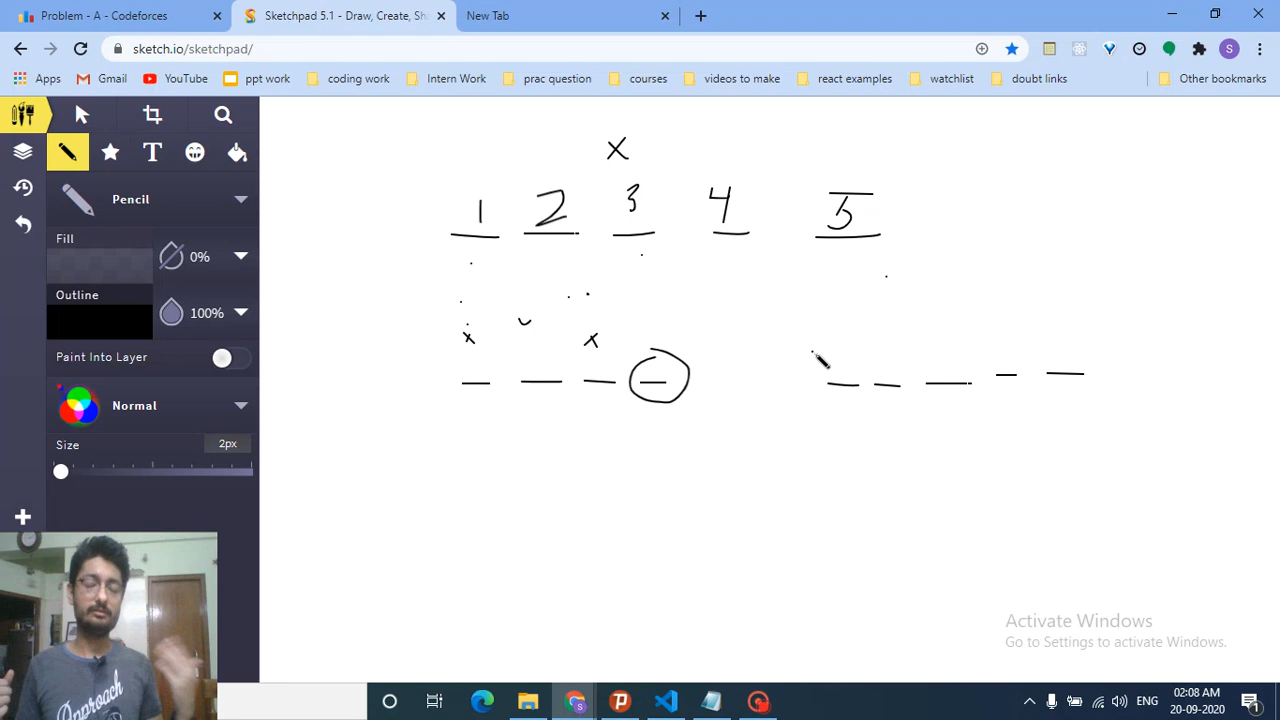 Problem - A - Codeforces
Sketchpad 5.1 - Draw, Create, Sh
New Tab
sketch.io/sketchpad/
S
Apps Gmail YouTube ppt work coding work Intern Work prac question courses videos to make react examples watchlist doubt links Other bookmarks
Pencil
Fill
0%
Outline
100%
Paint Into Layer
Normal
Size
2px
x
1 2 3 4 5
x x
Approach
Activate Windows
Go to Settings to activate Windows.
ENG
02:08 AM
20-09-2020